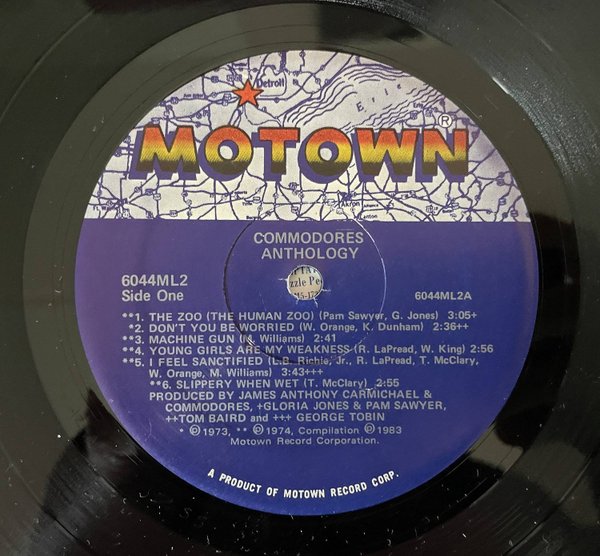 Detroit
Erie
MOTOWN®
Akron
Canton
COMMODORES
ANTHOLOGY
6044ML2
Side One
6044ML2A
**1. THE ZOO (THE HUMAN ZOO) (Pam Sawyer, G. Jones) 3:05+
*2. DON'T YOU BE WORRIED (W. Orange, K. Dunham) 2:36++
**3. MACHINE GUN (M. Williams) 2:41
**4. YOUNG GIRLS ARE MY WEAKNESS (R. LaPread, W. King) 2:56
**5. I FEEL SANCTIFIED (L.B. Richie, Jr., R. LaPread, T. McClary,
W. Orange, M. Williams) 3:43+++
**6. SLIPPERY WHEN WET (T. McClary) 2:55
PRODUCED BY JAMES ANTHONY CARMICHAEL &
COMMODORES, +GLORIA JONES & PAM SAWYER,
++TOM BAIRD and +++ GEORGE TOBIN
* ℗1973, ** ℗1974, Compilation ℗1983
Motown Record Corporation.
A PRODUCT OF MOTOWN RECORD CORP.